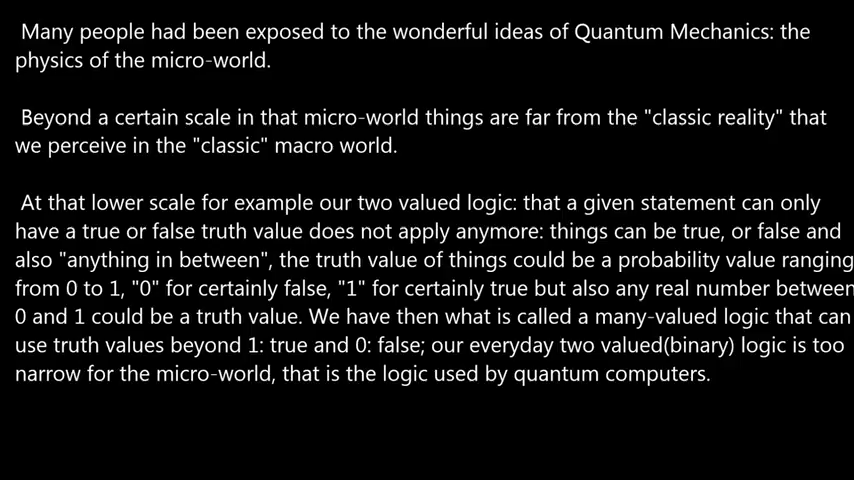 Many people had been exposed to the wonderful ideas of Quantum Mechanics: the
physics of the micro-world.
Beyond a certain scale in that micro-world things are far from the "classic reality" that
we perceive in the "classic" macro world.
At that lower scale for example our two valued logic: that a given statement can only
have a true or false truth value does not apply anymore: things can be true, or false and
also "anything in between", the truth value of things could be a probability value ranging
from 0 to 1, "0" for certainly false, "1" for certainly true but also any real number between
0 and 1 could be a truth value. We have then what is called a many-valued logic that can
use truth values beyond 1: true and 0: false; our everyday two valued(binary) logic is too
narrow for the micro-world, that is the logic used by quantum computers.